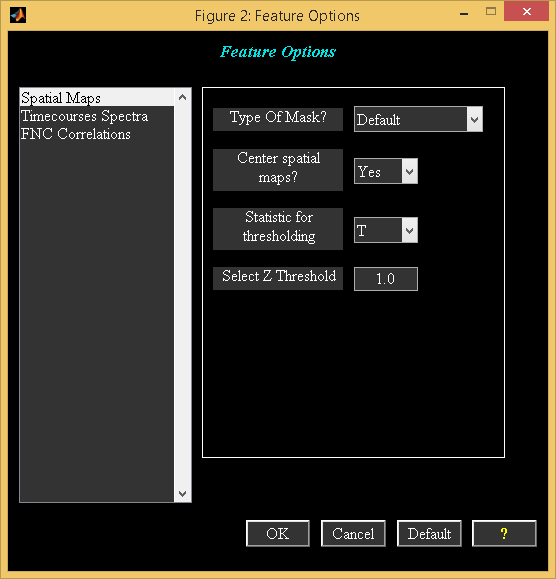 Figure 2: Feature Options
Feature Options
Spatial Maps
Timecourses Spectra
FNC Correlations
Type Of Mask?
Default
Center spatial
maps?
Yes
Statistic for
thresholding
T
Select Z Threshold
1.0
OK
Cancel
Default
?